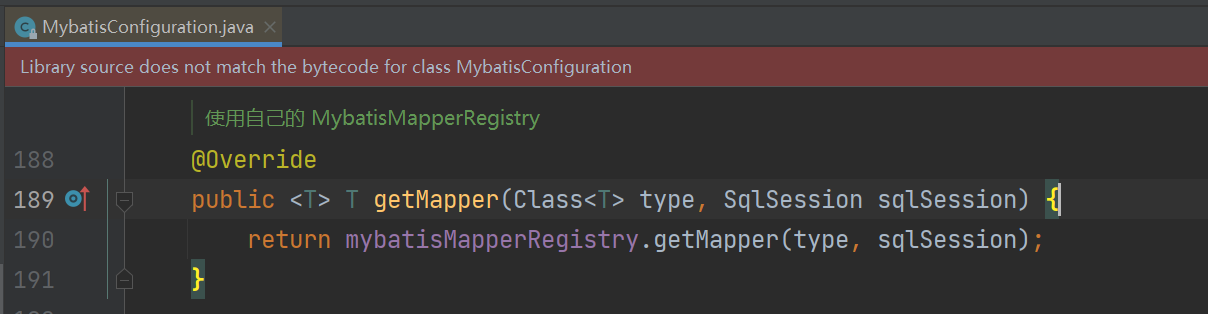 MybatisConfiguration.java
Library source does not match the bytecode for class MybatisConfiguration
使用自己的 MybatisMapperRegistry
188 @Override
189 public <T> T getMapper(Class<T> type, SqlSession sqlSession) {
190 return mybatisMapperRegistry.getMapper(type, sqlSession);
191 }